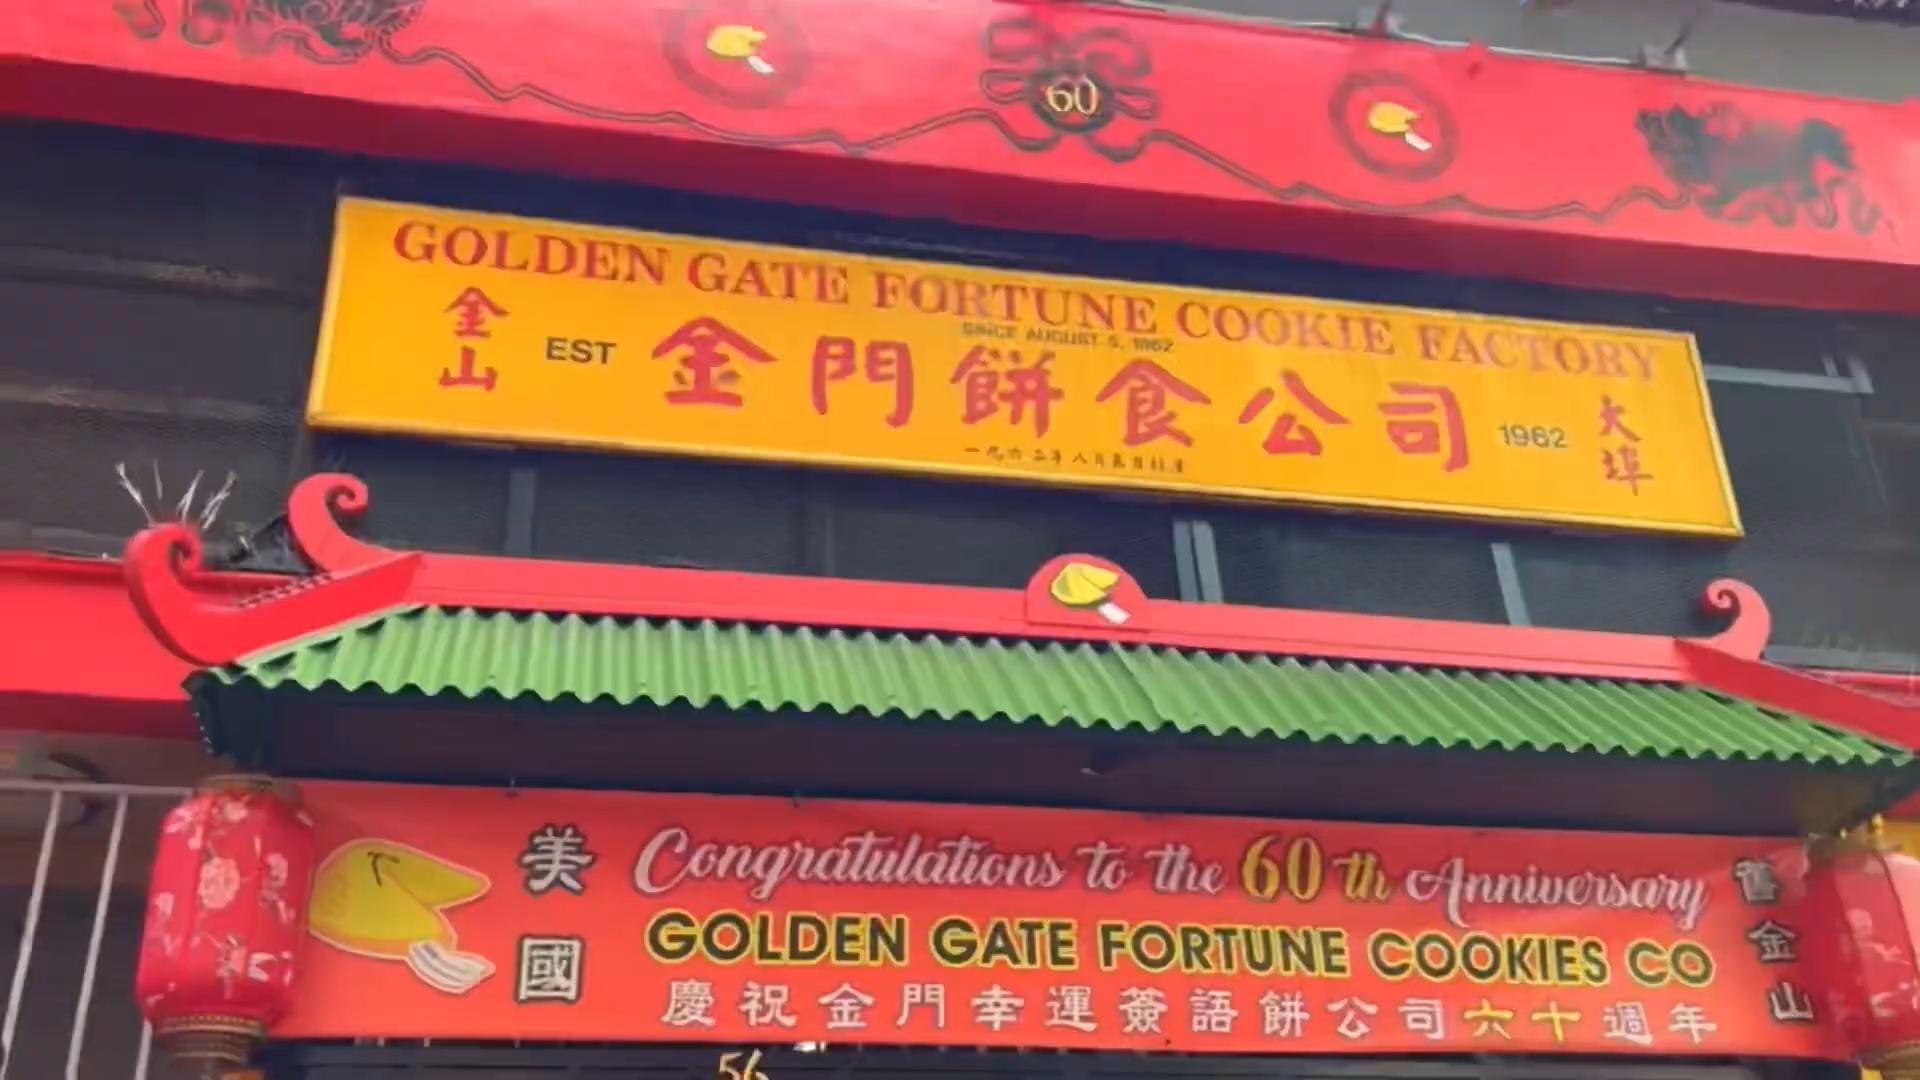 60
GOLDEN GATE FORTUNE COOKIE FACTORY
SINCE AUGUST 5, 1962
金山
EST
金門餅食公司
1962
大埠
Congratulations to the 60th Anniversary
美國
GOLDEN GATE FORTUNE COOKIES CO
舊金山
慶祝金門幸運簽語餅公司六十週年
56